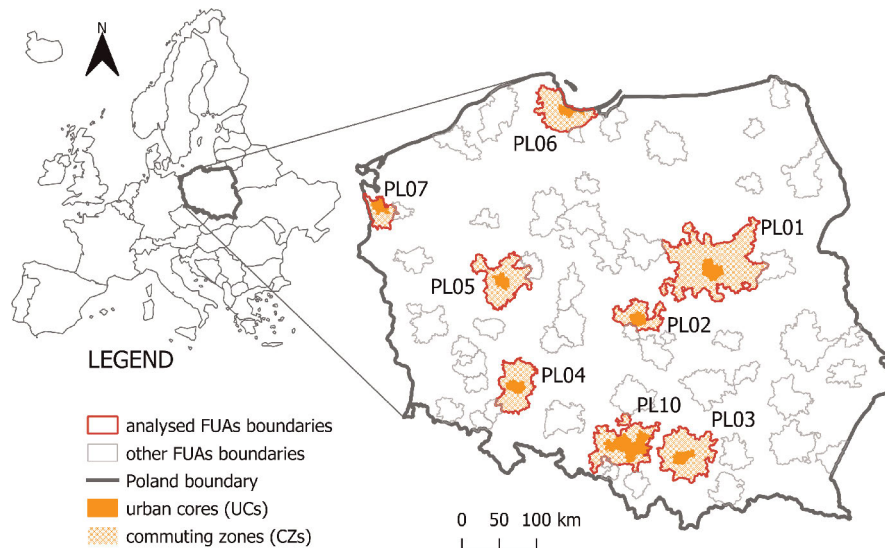 N
PL06
PL07
PL01
PL05
PL02
LEGEND
PL04
PL10
PL03
analysed FUAs boundaries
other FUAs boundaries
Poland boundary
urban cores (UCs)
commuting zones (CZs)
0 50 100 km